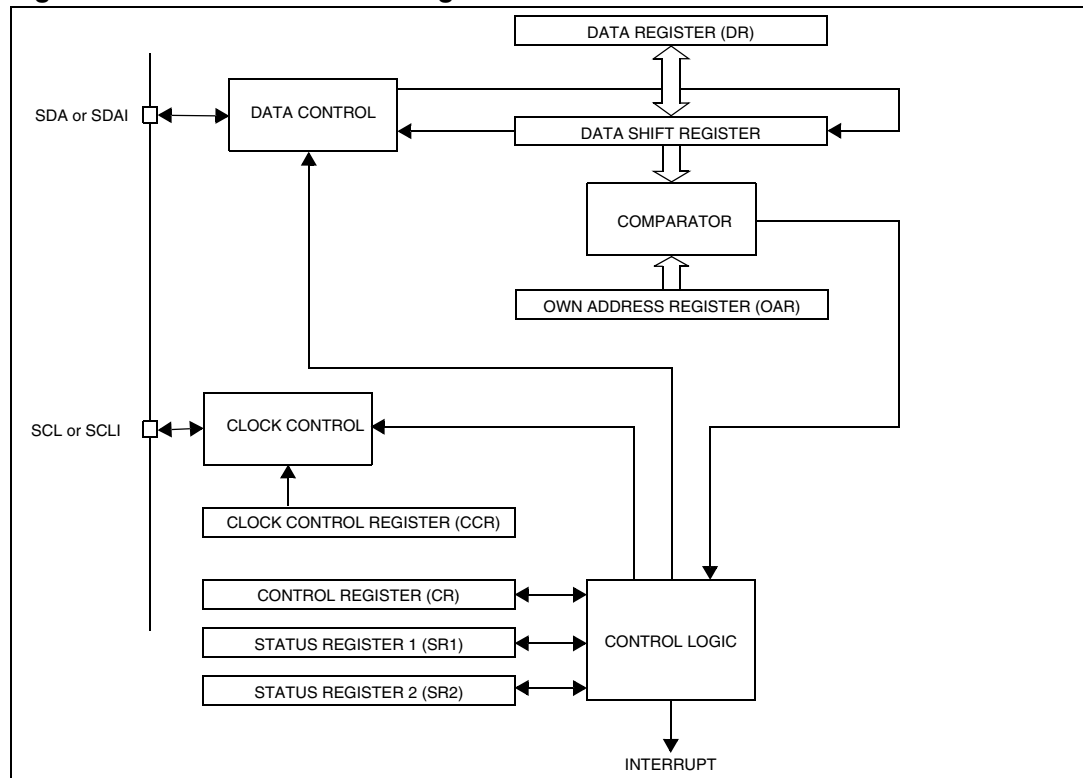 DATA REGISTER (DR)
SDA or SDAI
DATA CONTROL
DATA SHIFT REGISTER
COMPARATOR
OWN ADDRESS REGISTER (OAR)
SCL or SCLI
CLOCK CONTROL
CLOCK CONTROL REGISTER (CCR)
CONTROL REGISTER (CR)
STATUS REGISTER 1 (SR1)
CONTROL LOGIC
STATUS REGISTER 2 (SR2)
INTERRUPT